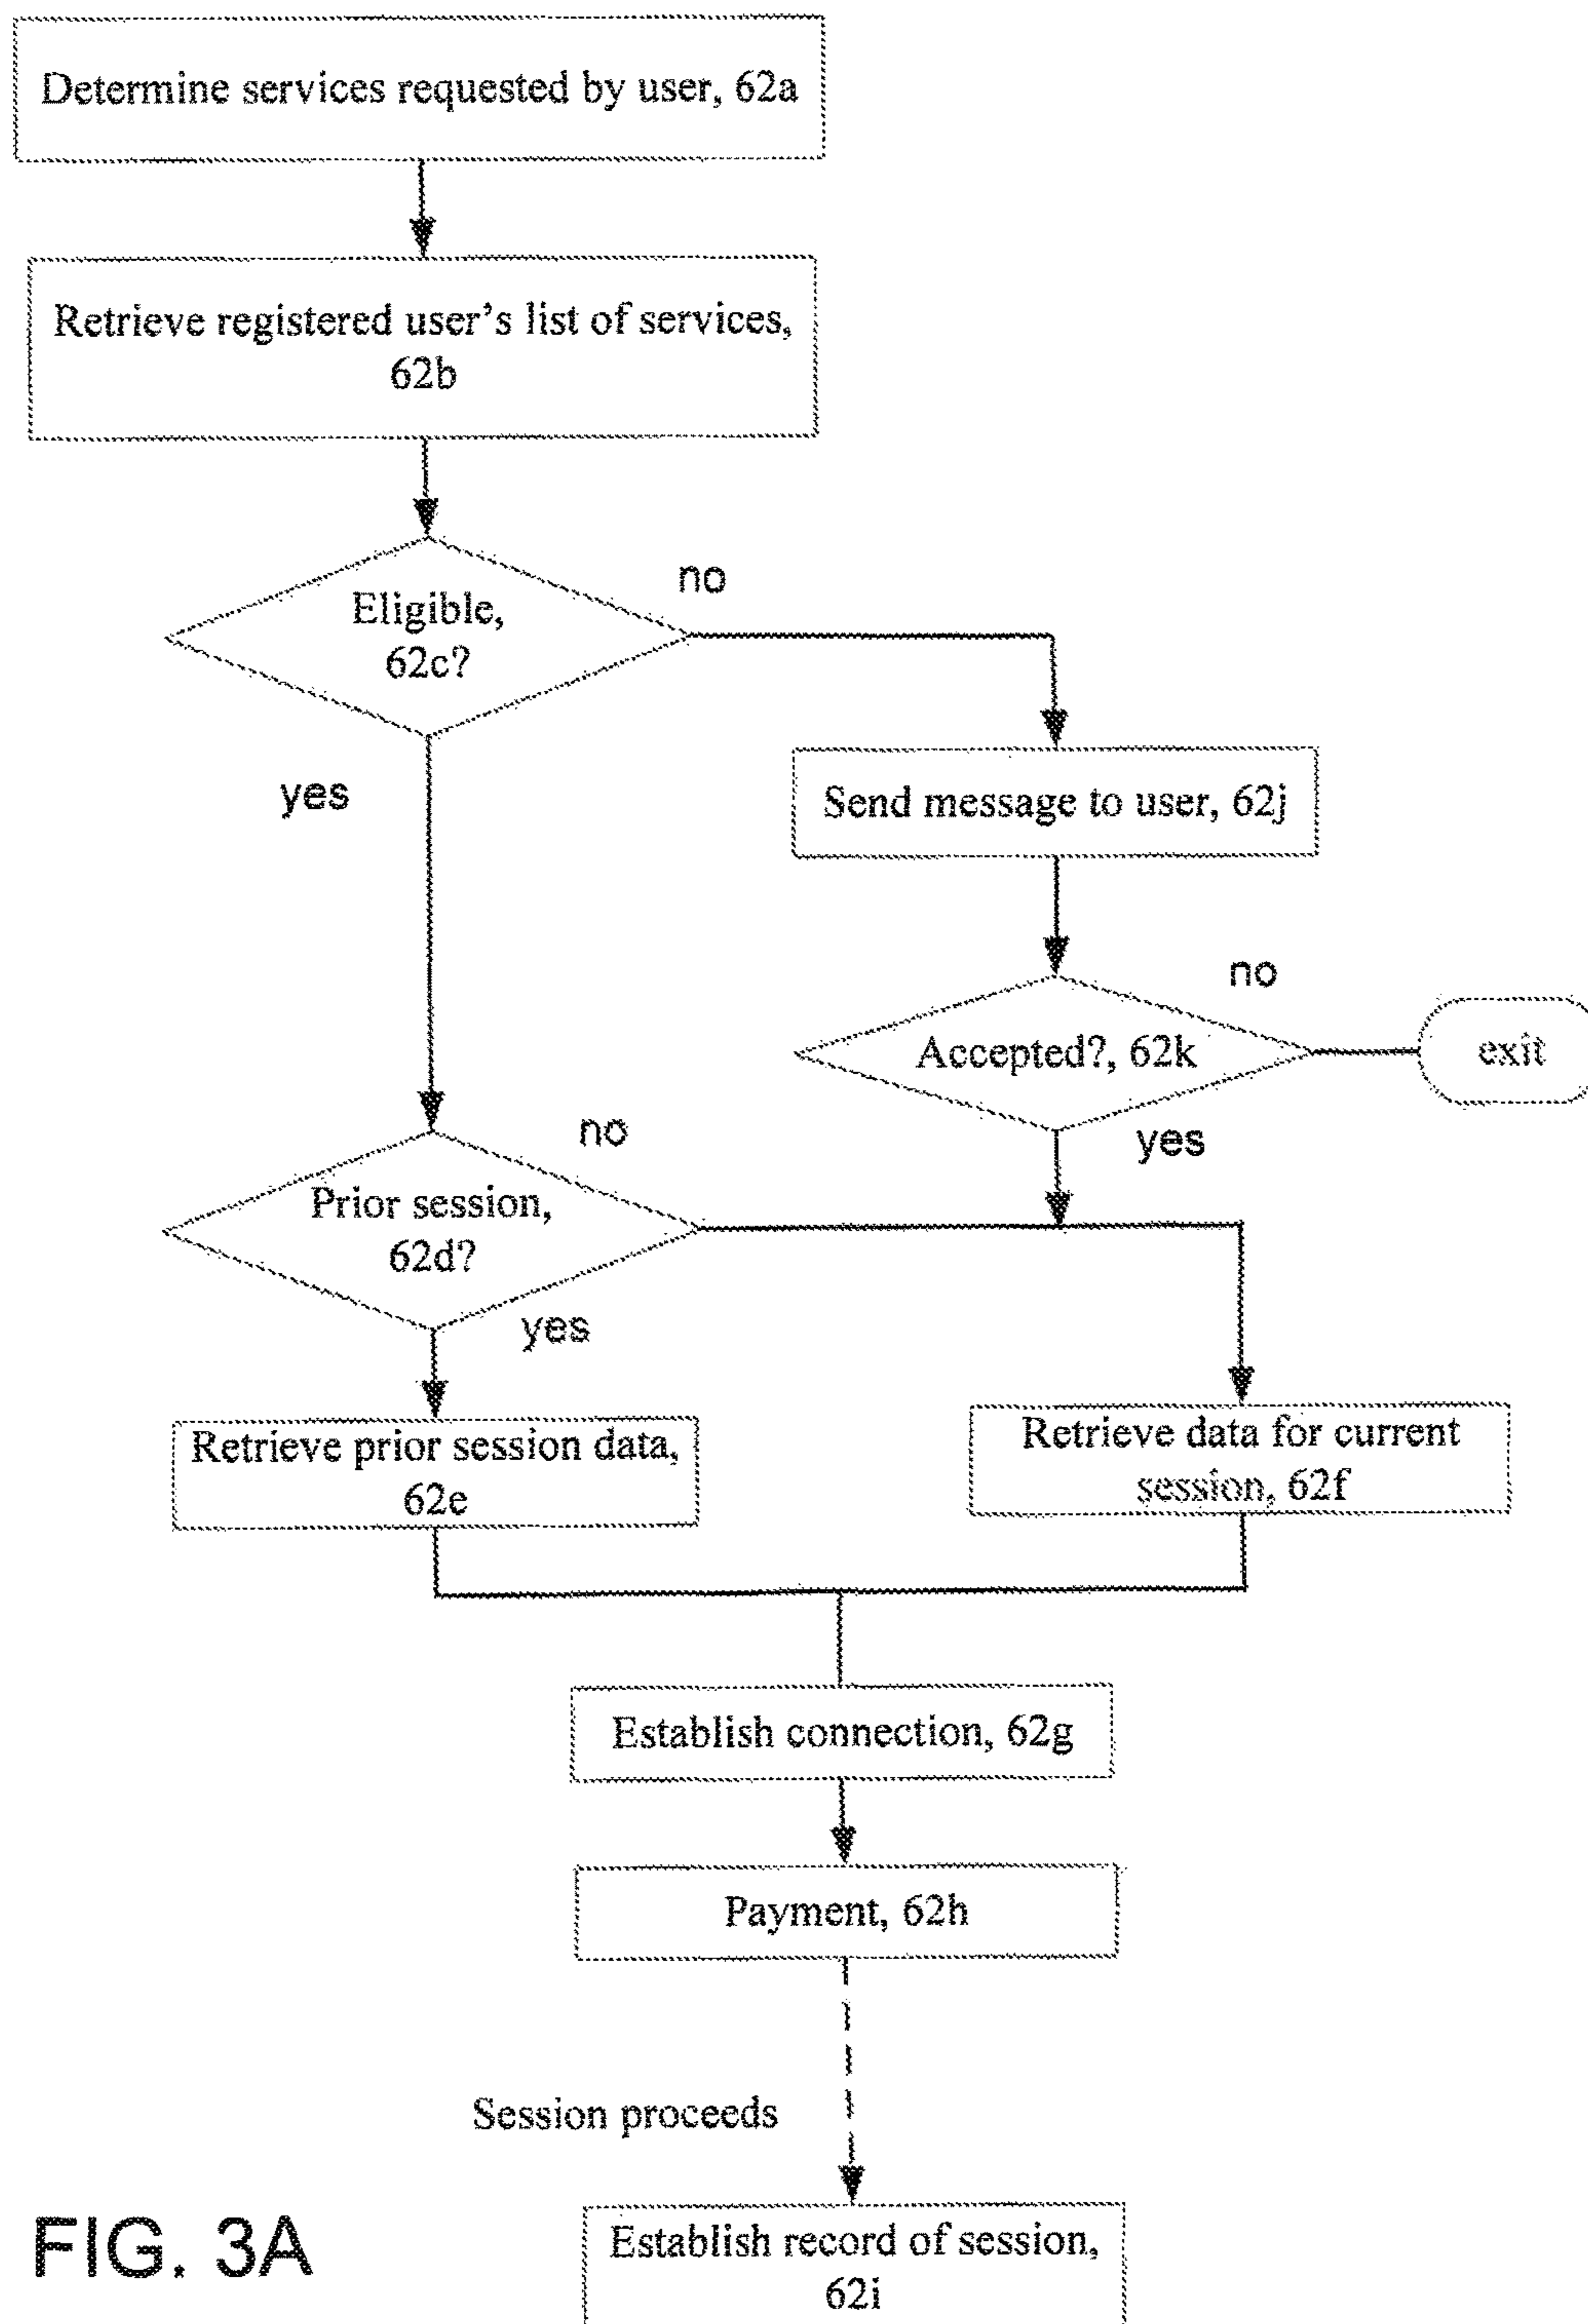 Determine services requested by user, 62a
Retrieve registered user's list of services,
62b
Eligible,
62c?
no
yes
Send message to user, 62j
Accepted?, 62k
no
exit
yes
Prior session,
62d?
no
yes
Retrieve prior session data,
62e
Retrieve data for current
session, 62f
Establish connection, 62g
Payment, 62h
Session proceeds
Establish record of session,
62i
FIG. 3A